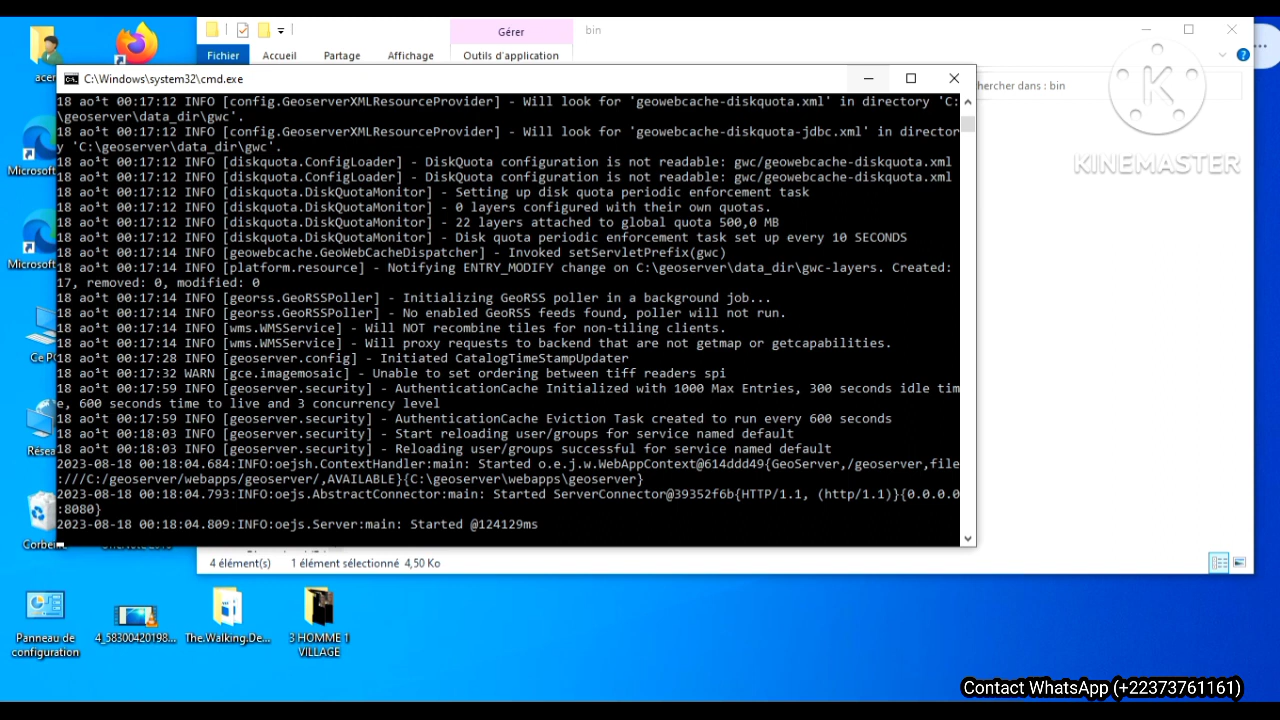 Gérer
bin
Fichier
Accueil
Partage
Affichage
Outils d'application
acer
C:\Windows\system32\cmd.exe
hercher dans : bin
K
KINEMASTER
18 ao¹t 00:17:12 INFO [config.GeoserverXMLResourceProvider] - Will look for 'geowebcache-diskquota.xml' in directory 'C:
\geoserver\data_dir\gwc'.
18 ao¹t 00:17:12 INFO [config.GeoserverXMLResourceProvider] - Will look for 'geowebcache-diskquota-jdbc.xml' in director
y 'C:\geoserver\data_dir\gwc'.
18 ao¹t 00:17:12 INFO [diskquota.ConfigLoader] - DiskQuota configuration is not readable: gwc/geowebcache-diskquota.xml
18 ao¹t 00:17:12 INFO [diskquota.ConfigLoader] - DiskQuota configuration is not readable: gwc/geowebcache-diskquota.xml
18 ao¹t 00:17:12 INFO [diskquota.DiskQuotaMonitor] - Setting up disk quota periodic enforcement task
18 ao¹t 00:17:12 INFO [diskquota.DiskQuotaMonitor] - 0 layers configured with their own quotas.
18 ao¹t 00:17:12 INFO [diskquota.DiskQuotaMonitor] - 22 layers attached to global quota 500,0 MB
18 ao¹t 00:17:12 INFO [diskquota.DiskQuotaMonitor] - Disk quota periodic enforcement task set up every 10 SECONDS
18 ao¹t 00:17:14 INFO [geowebcache.GeoWebCacheDispatcher] - Invoked setServletPrefix(gwc)
18 ao¹t 00:17:14 INFO [platform.resource] - Notifying ENTRY_MODIFY change on C:\geoserver\data_dir\gwc-layers. Created:
17, removed: 0, modified: 0
18 ao¹t 00:17:14 INFO [georss.GeoRSSPoller] - Initializing GeoRSS poller in a background job...
18 ao¹t 00:17:14 INFO [georss.GeoRSSPoller] - No enabled GeoRSS feeds found, poller will not run.
18 ao¹t 00:17:14 INFO [wms.WMSService] - Will NOT recombine tiles for non-tiling clients.
18 ao¹t 00:17:14 INFO [wms.WMSService] - Will proxy requests to backend that are not getmap or getcapabilities.
18 ao¹t 00:17:28 INFO [geoserver.config] - Initiated CatalogTimeStampUpdater
18 ao¹t 00:17:32 WARN [gce.imagemosaic] - Unable to set ordering between tiff readers spi
18 ao¹t 00:17:59 INFO [geoserver.security] - AuthenticationCache Initialized with 1000 Max Entries, 300 seconds idle tim
e, 600 seconds time to live and 3 concurrency level
18 ao¹t 00:17:59 INFO [geoserver.security] - AuthenticationCache Eviction Task created to run every 600 seconds
18 ao¹t 00:18:03 INFO [geoserver.security] - Start reloading user/groups for service named default
18 ao¹t 00:18:03 INFO [geoserver.security] - Reloading user/groups successful for service named default
2023-08-18 00:18:04.684:INFO:oejsh.ContextHandler:main: Started o.e.j.w.WebAppContext@614ddd49{GeoServer,/geoserver,file
:///C:/geoserver/webapps/geoserver/,AVAILABLE}{C:\geoserver\webapps\geoserver}
2023-08-18 00:18:04.793:INFO:oejs.AbstractConnector:main: Started ServerConnector@39352f6b{HTTP/1.1, (http/1.1)}{0.0.0.0
:8080}
2023-08-18 00:18:04.809:INFO:oejs.Server:main: Started @124129ms
Microsoft
Microsoft
Ce PC
Résea
Corbeille
4 élément(s)
1 élément sélectionné 4,50 Ko
Panneau de
configuration
4_58300420198...
The.Walking.De...
3 HOMME 1
VILLAGE
Contact WhatsApp (+22373761161)